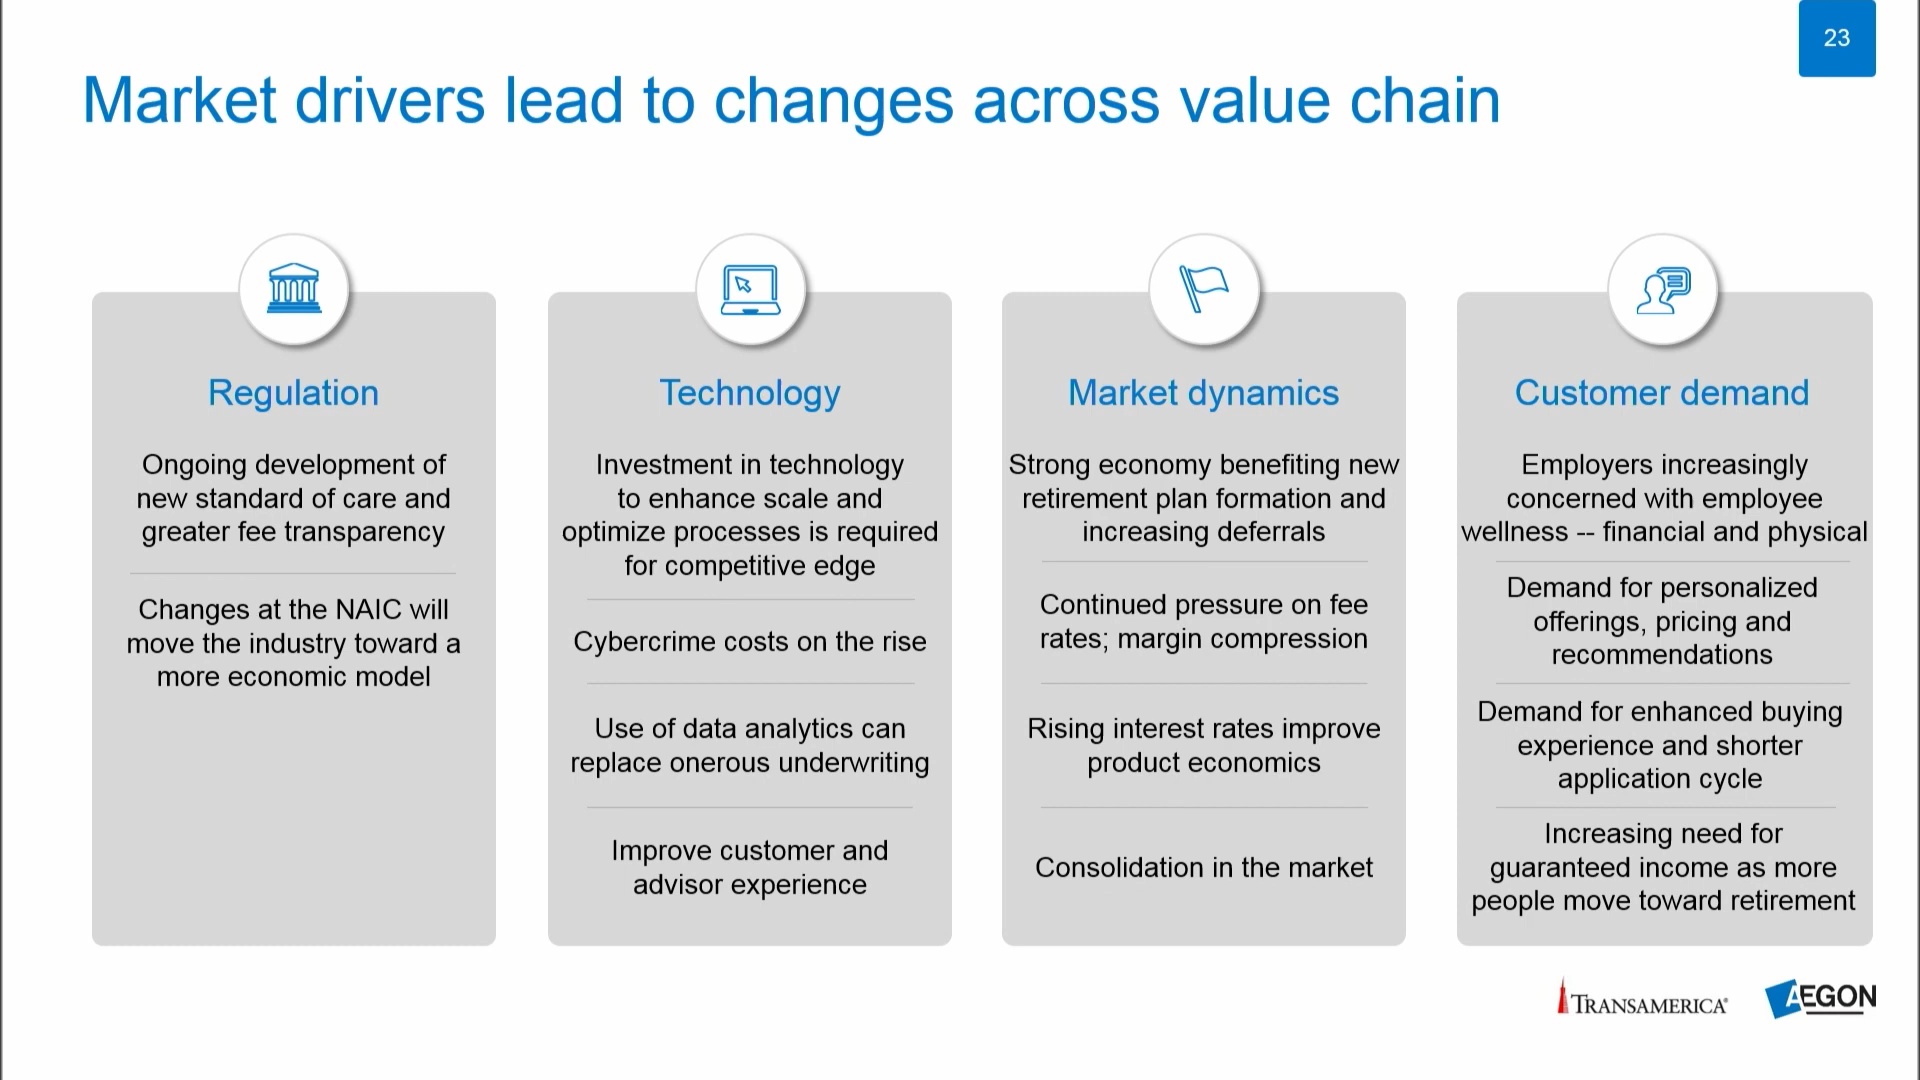 23
Market drivers lead to changes across value chain
Regulation
Ongoing development of
new standard of care and
greater fee transparency
Changes at the NAIC will
move the industry toward a
more economic model
Technology
Investment in technology
to enhance scale and
optimize processes is required
for competitive edge
Cybercrime costs on the rise
Use of data analytics can
replace onerous underwriting
Improve customer and
advisor experience
Market dynamics
Strong economy benefiting new
retirement plan formation and
increasing deferrals
Continued pressure on fee
rates; margin compression
Rising interest rates improve
product economics
Consolidation in the market
Customer demand
Employers increasingly
concerned with employee
wellness -- financial and physical
Demand for personalized
offerings, pricing and
recommendations
Demand for enhanced buying
experience and shorter
application cycle
Increasing need for
guaranteed income as more
people move toward retirement
TRANSAMERICA®
AEGON